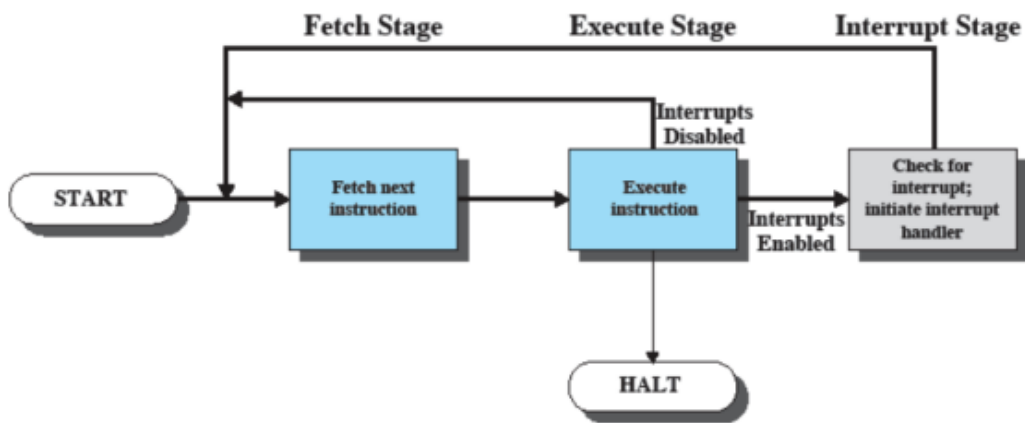 Fetch Stage
Execute Stage
Interrupt Stage
Interrupts
Disabled
START
Fetch next
instruction
Execute
instruction
Interrupts
Enabled
Check for
interrupt;
initiate interrupt
handler
HALT